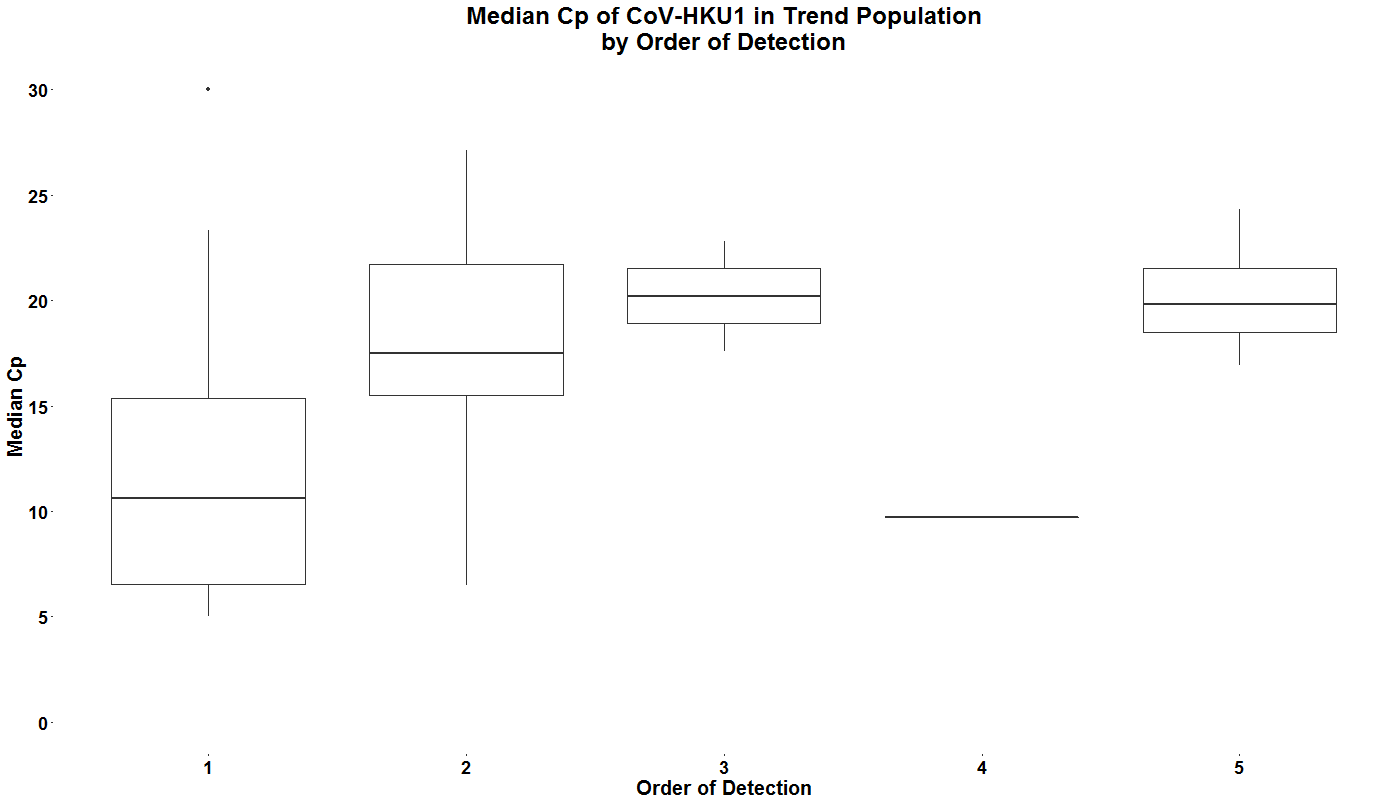 Median Cp of CoV-HKU1 in Trend Population
by Order of Detection
Median Cp
30
25
20
15
10
5
0
1 2 3 4 5
Order of Detection